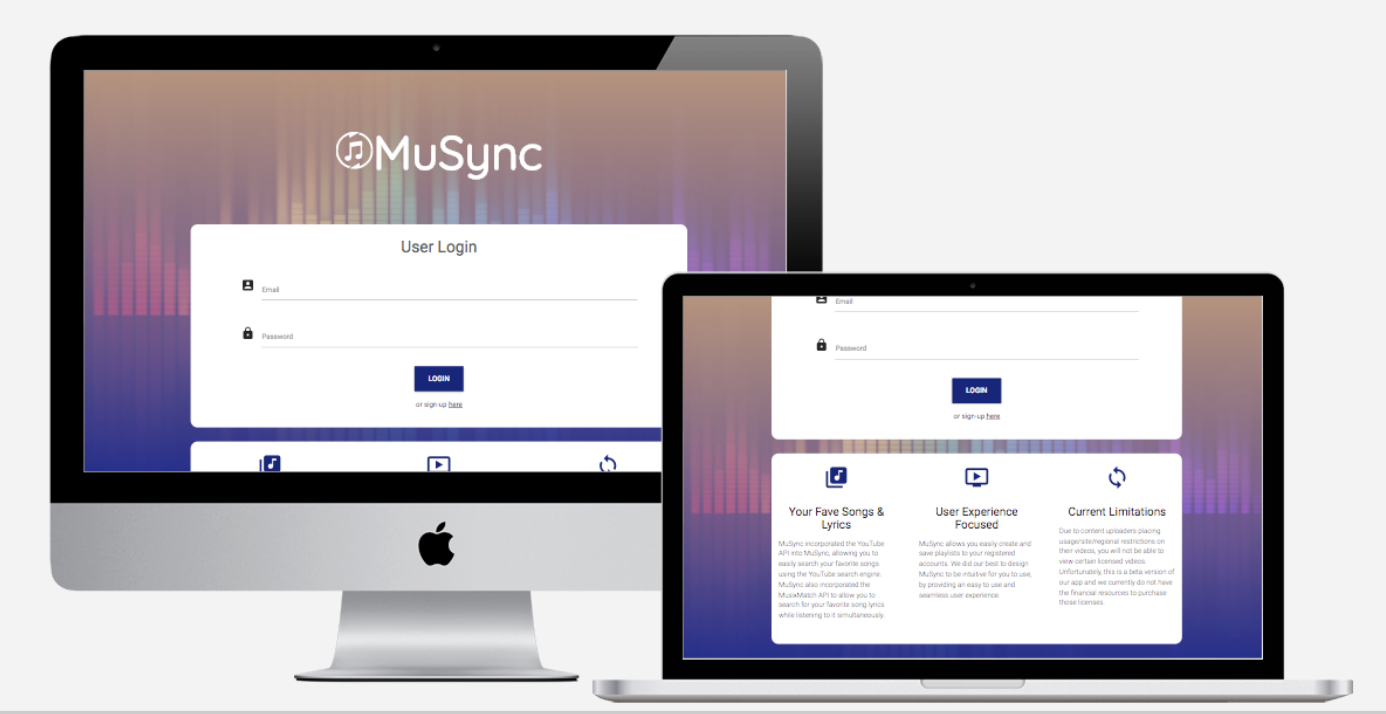 MuSync
User Login
Email
Password
LOGIN
or sign up here
Email
Password
LOGIN
or sign up here
Your Fave Songs &
Lyrics
MuSync incorporated the YouTube
API into MuSync, allowing you to
easily search your favorite songs
using the YouTube search engine.
MuSync also incorporated the
MusixMatch API to allow you to
search for your favorite song lyrics
while listening to it simultaneously.
User Experience
Focused
MuSync allows you easily create and
save playlists to your registered
accounts. We did our best to design
MuSync to be intuitive for you to use,
by providing an easy to use and
seamless user experience.
Current Limitations
Due to content uploaders placing
usage/site/regional restrictions on
their videos, you will not be able to
view certain licensed videos.
Unfortunately, this is a beta version of
our app and we currently do not have
the financial resources to purchase
those licenses.